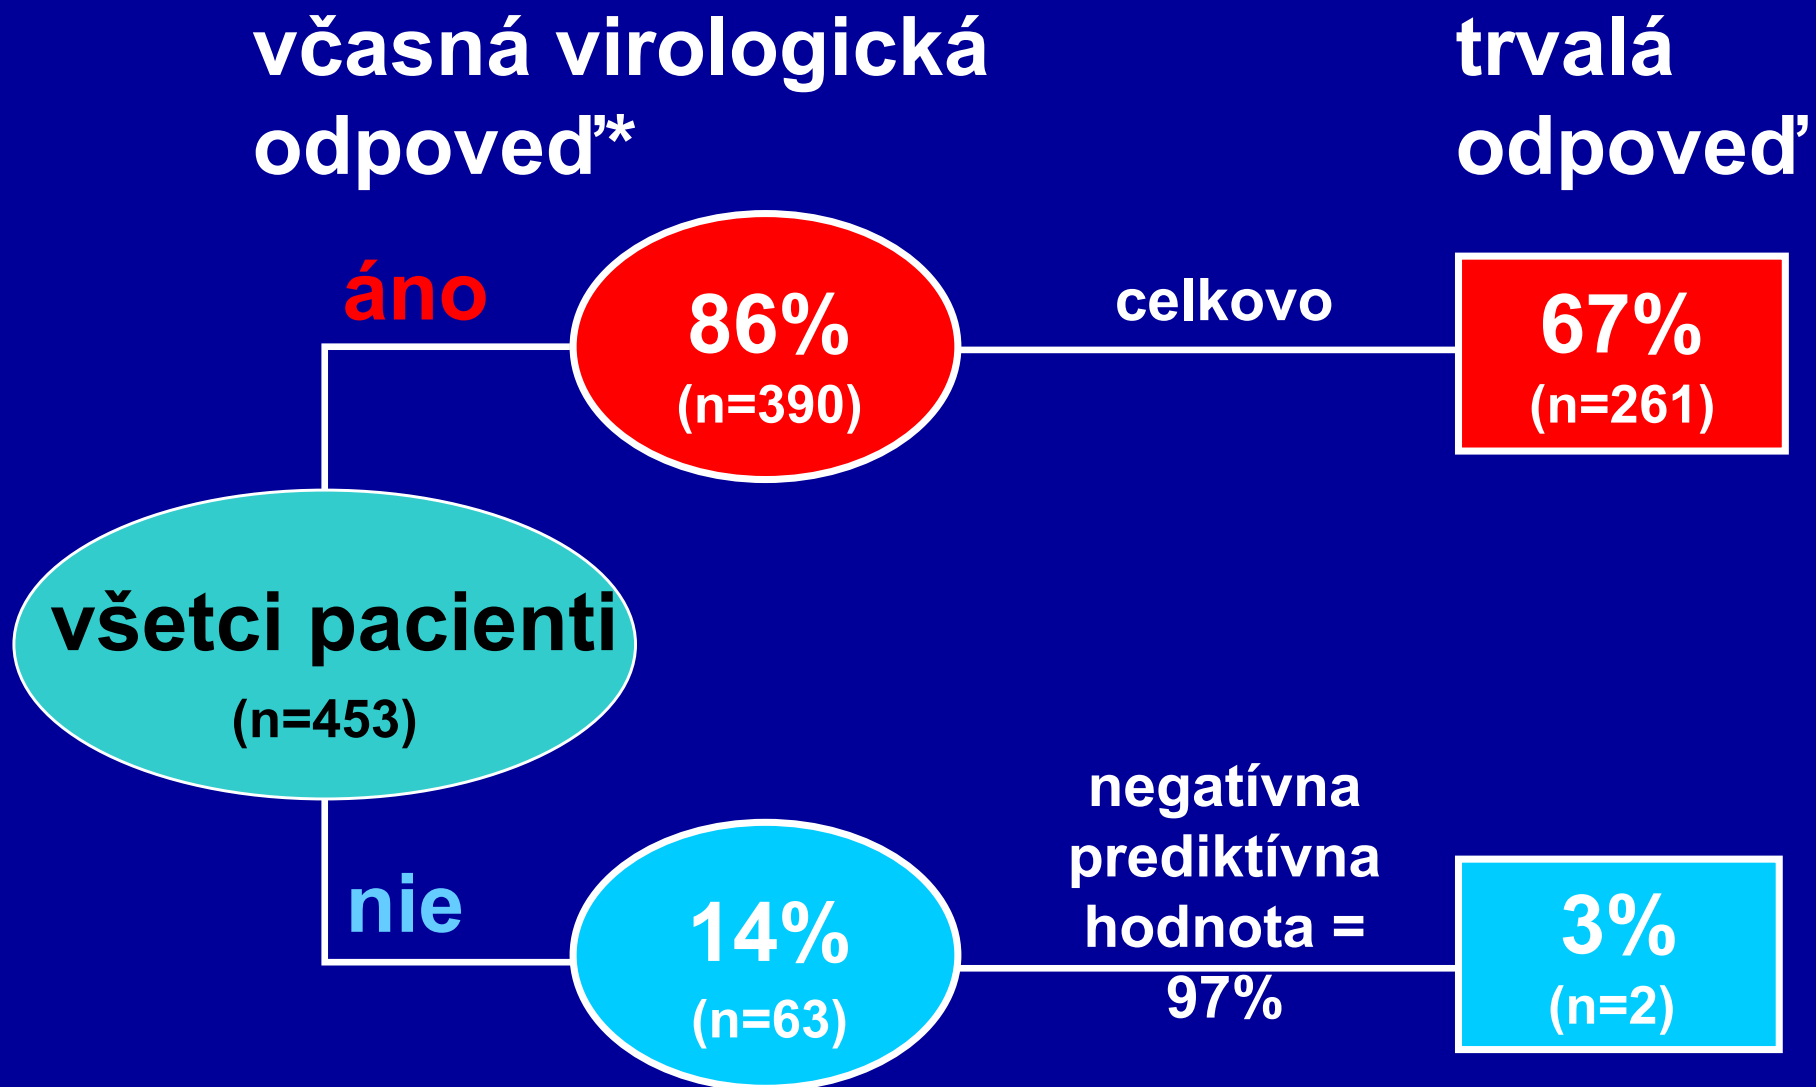 včasná virologická
odpoveď*
trvalá
odpoveď
áno
86%
(n=390)
celkovo
67%
(n=261)
všetci pacienti
(n=453)
nie
14%
(n=63)
negatívna
prediktívna
hodnota =
97%
3%
(n=2)